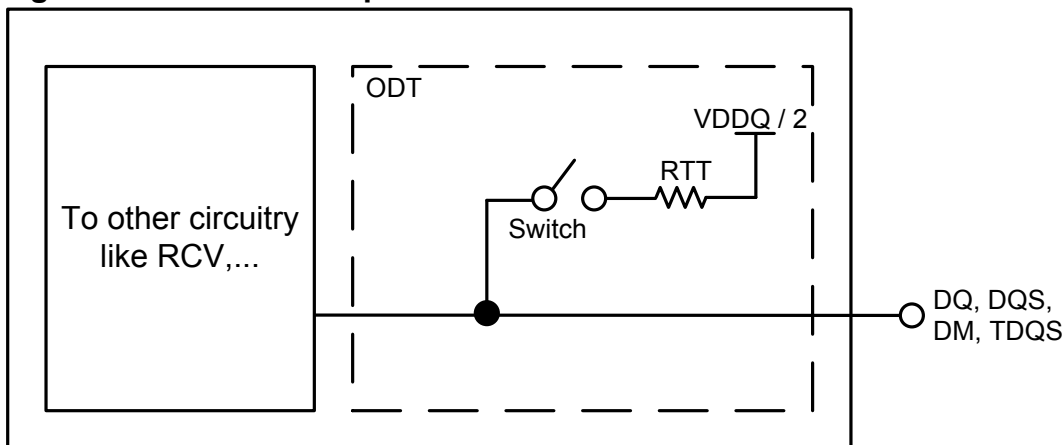 ODT
VDDQ / 2
RTT
Switch
To other circuitry
like RCV,...
DQ, DQS,
DM, TDQS